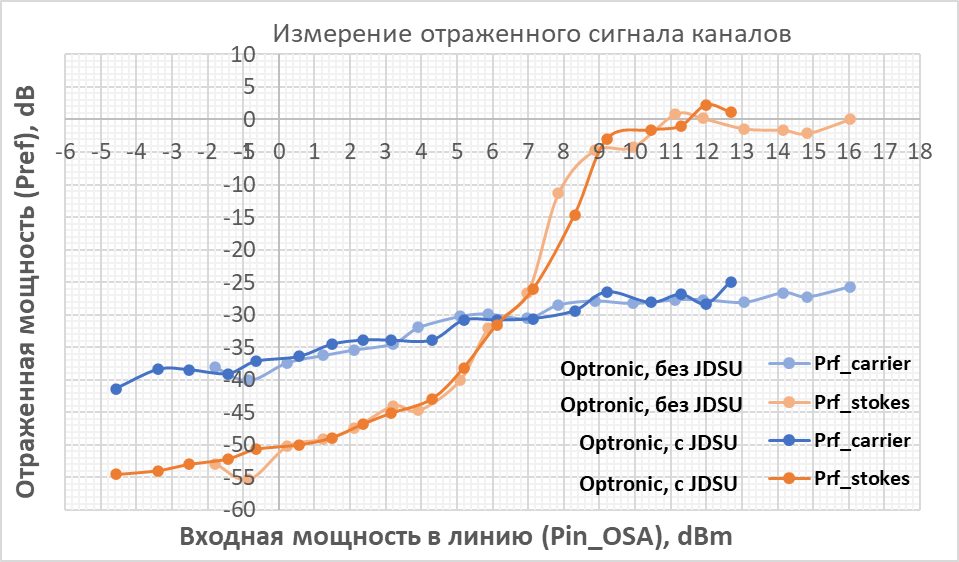 Измерение отраженного сигнала каналов
Отраженная мощность (Pref), dB
10
5
0
-6 -5 -4 -3 -2 -1 0 1 2 3 4 5 6 7 8 9 10 11 12 13 14 15 16 17 18
-5
-10
-15
-20
-25
-30
-35
-40
-45
-50
-55
-60
Optronic, без JDSU Prf_carrier
Optronic, без JDSU Prf_stokes
Optronic, с JDSU Prf_carrier
Optronic, с JDSU Prf_stokes
Входная мощность в линию (Pin_OSA), dBm